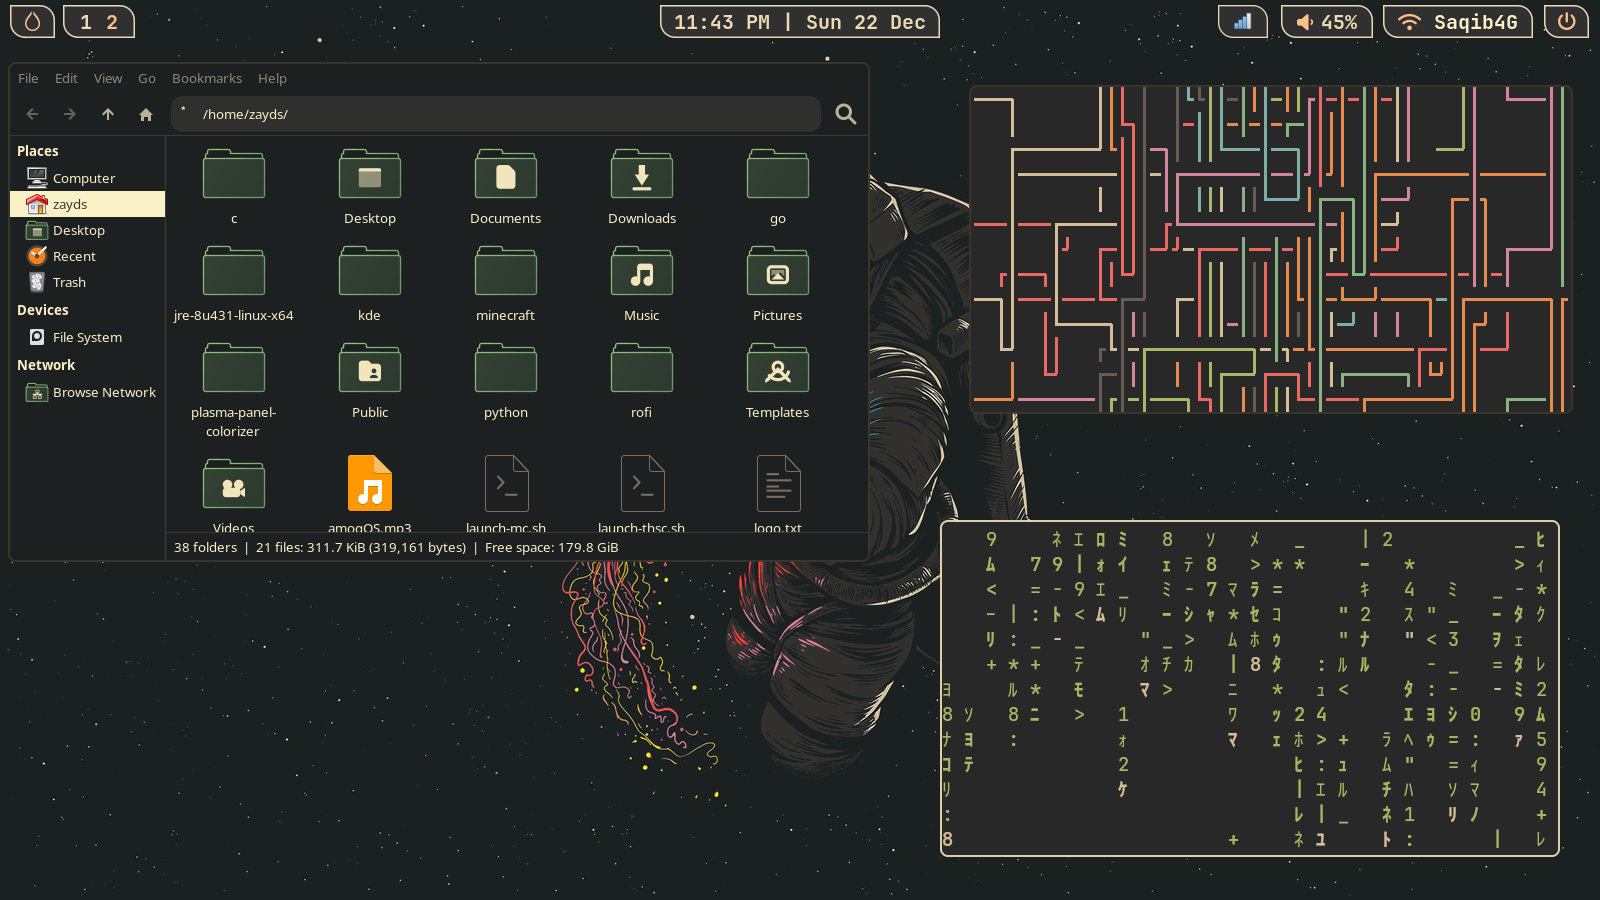 1 2
11:43 PM | Sun 22 Dec
45%
Saqib4G
File Edit View Go Bookmarks Help
/home/zayds/
Places
Computer
zayds
Desktop
Recent
Trash
Devices
File System
Network
Browse Network
c Desktop Documents Downloads go
jre-8u431-linux-x64 kde minecraft Music Pictures
plasma-panel-colorizer Public python rofi Templates
Videos amogOS.mp3 launch-mc.sh launch-thsc.sh logo.txt
38 folders | 21 files: 311.7 KiB (319,161 bytes) | Free space: 179.8 GiB